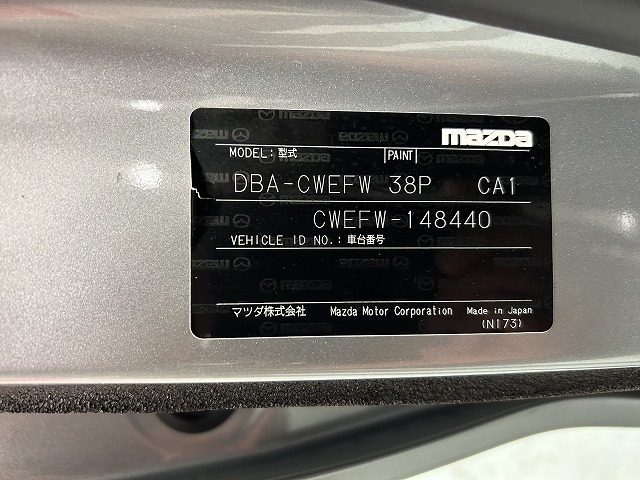 mazda
MODEL: 型式 PAINT
DBA-CWEFW 38P CA1
CWEFW-148440
VEHICLE ID NO.: 車台番号
マツダ株式会社 Mazda Motor Corporation Made in Japan
(N173)